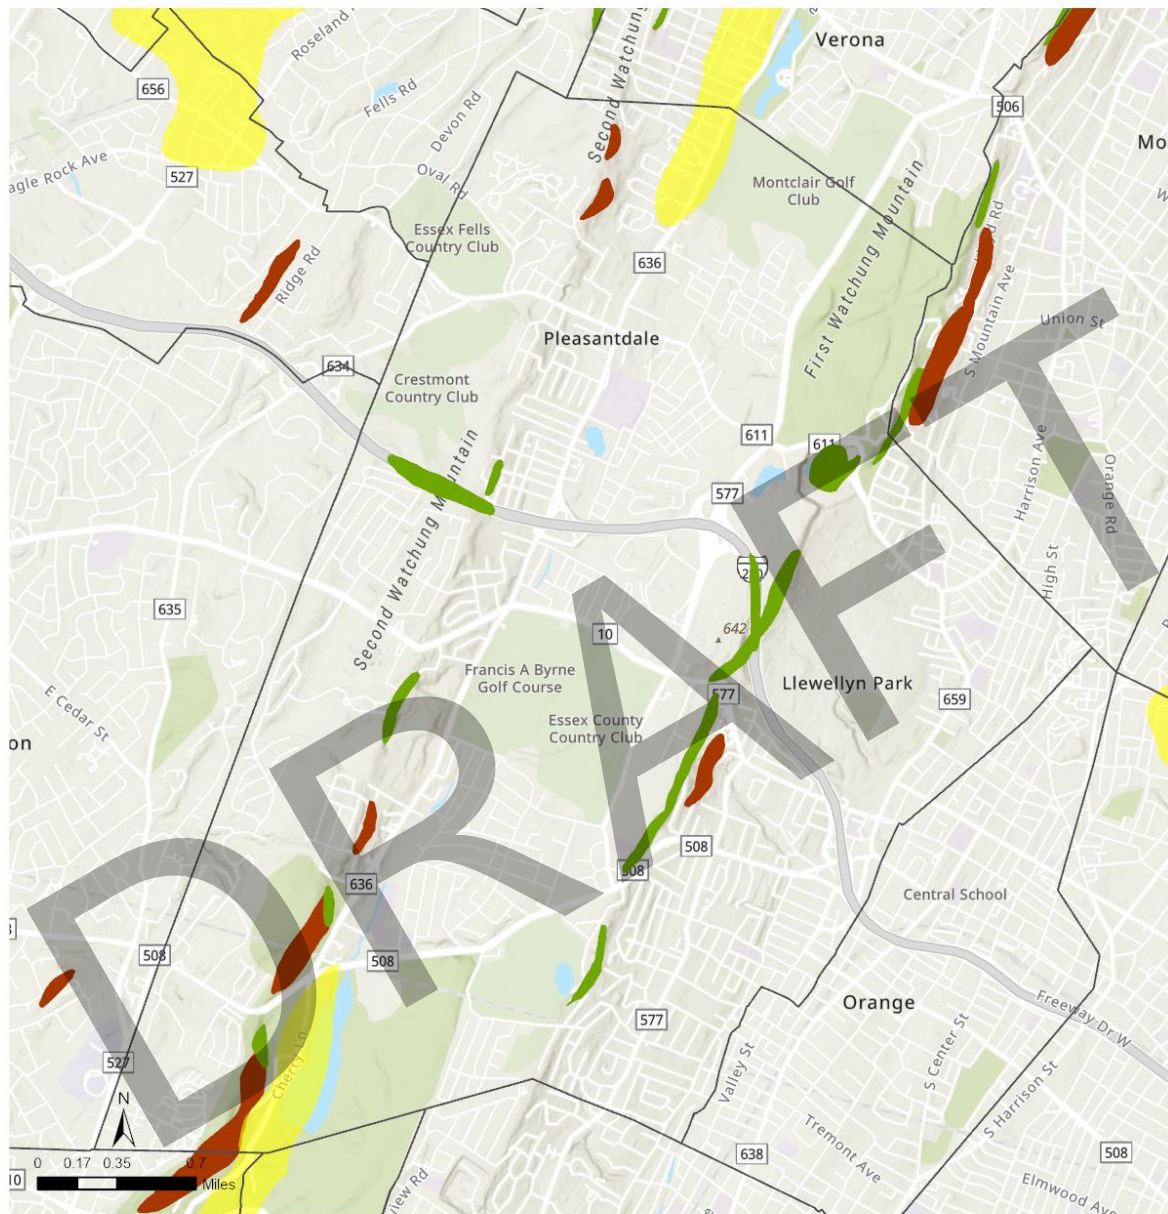 Roseland
Second Watchung
Verona
656
Fells Rd
Devon Rd
506
Eagle Rock Ave
527
Oval Rd
Montclair Golf
Club
Essex Fells
Country Club
636
Ridge Rd
First Watchung Mountain
S Mountain Ave
Union St
Pleasantdale
634
Crestmont
Country Club
611
611
Harrison Ave
Orange Rd
577
Second Watchung Mountain
High St
635
10
642
Francis A Byrne
Golf Course
Llewellyn Park
577
659
E Cedar St
Essex County
Country Club
508
508
636
Central School
508
508
Orange
577
Freeway Dr W
527
Cherry Ln
Valley St
S Center St
S Harrison St
N
Tremont Ave
638
508
0 0.17 0.35 0.7
Miles
10
Elmwood Ave
DRAFT